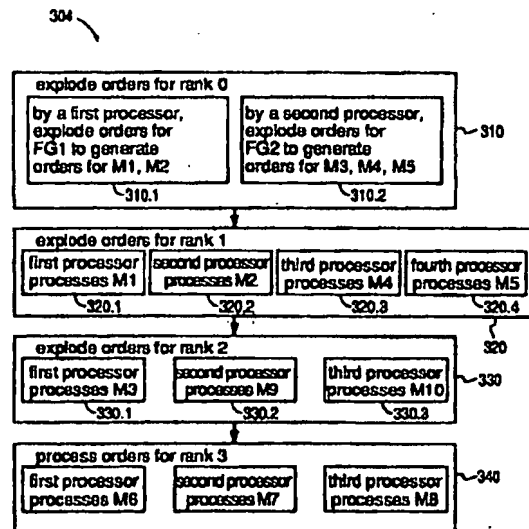 304
explode orders for rank 0
by a first processor,
explode orders for
FG1 to generate
orders for M1, M2
310.1
by a second processor,
explode orders for
FG2 to generate
orders for M3, M4, M5
310.2
310
explode orders for rank 1
first processor
processes M1
320.1
second processor
processes M2
320.2
third processor
processes M4
320.3
fourth processor
processes M5
320.4
320
explode orders for rank 2
first processor
processes M3
330.1
second processor
processes M9
330.2
third processor
processes M10
330.3
330
process orders for rank 3
first processor
processes M6
second processor
processes M7
third processor
processes M8
340